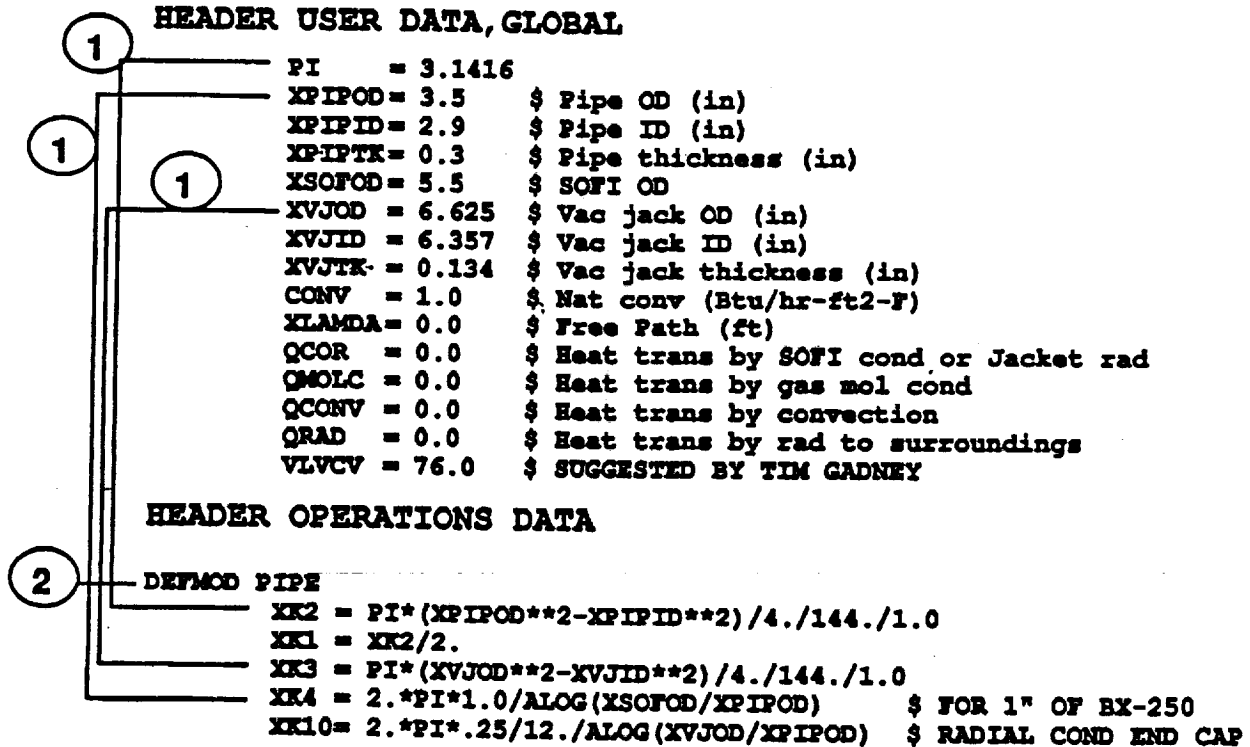 HEADER USER DATA, GLOBAL
1
PI = 3.1416
XPIPOD= 3.5 $ Pipe OD (in)
XPIPID= 2.9 $ Pipe ID (in)
1
XPIPTK= 0.3 $ Pipe thickness (in)
1
XSOFOD= 5.5 $ SOFI OD
XVJOD = 6.625 $ Vac jack OD (in)
XVJID = 6.357 $ Vac jack ID (in)
XVJTK = 0.134 $ Vac jack thickness (in)
CONV = 1.0 $ Nat conv (Btu/hr-ft2-F)
XLAMDA= 0.0 $ Free Path (ft)
QCOR = 0.0 $ Heat trans by SOFI cond or Jacket rad
QMOLC = 0.0 $ Heat trans by gas mol cond
QCONV = 0.0 $ Heat trans by convection
QRAD = 0.0 $ Heat trans by rad to surroundings
VLVCV = 76.0 $ SUGGESTED BY TIM GADNEY
HEADER OPERATIONS DATA
2
DEFMOD PIPE
XK2 = PI*(XPIPOD**2-XPIPID**2)/4./144./1.0
XK1 = XK2/2.
XK3 = PI*(XVJOD**2-XVJID**2)/4./144./1.0
XK4 = 2.*PI*1.0/ALOG(XSOFOD/XPIPOD) $ FOR 1" OF BX-250
XK10= 2.*PI*.25/12./ALOG(XVJOD/XPIPOD) $ RADIAL COND END CAP